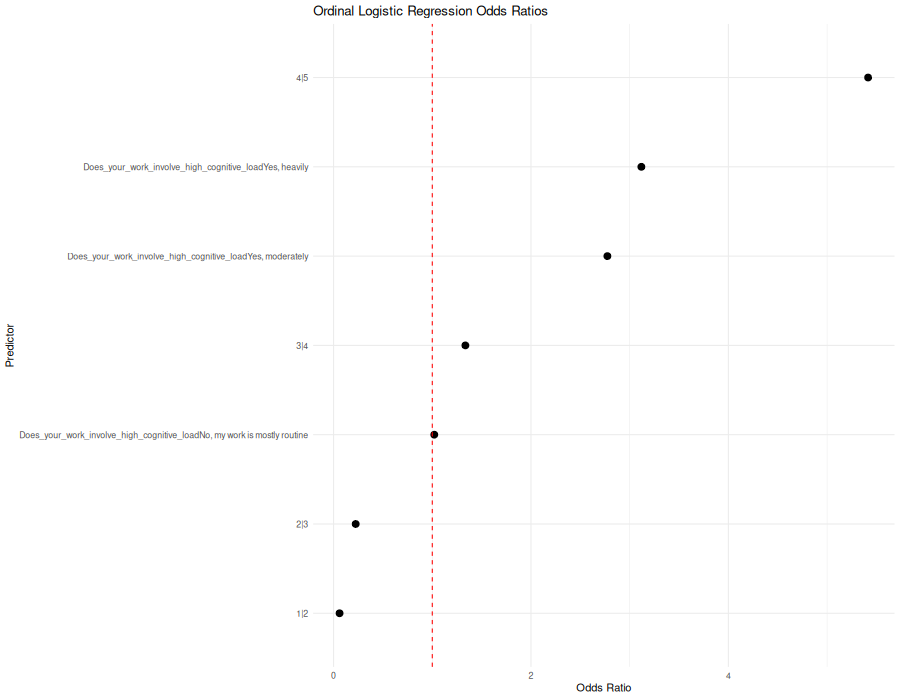 Ordinal Logistic Regression Odds Ratios
4|5
Does_your_work_involve_high_cognitive_loadYes, heavily
Does_your_work_involve_high_cognitive_loadYes, moderately
3|4
Does_your_work_involve_high_cognitive_loadNo, my work is mostly routine
2|3
1|2
Predictor
0 2 4
Odds Ratio